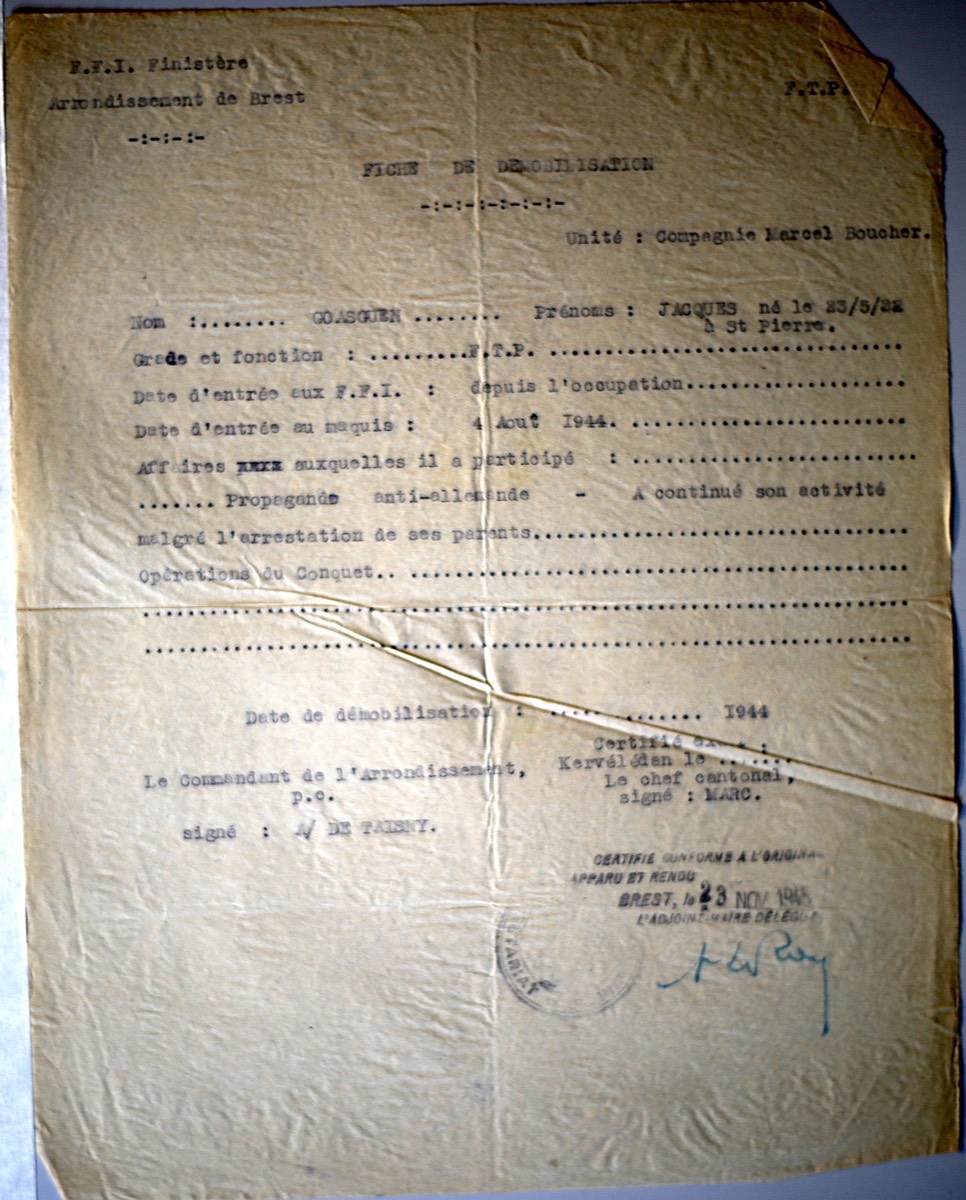 F.F.I. Finistère
Arrondissement de Brest
F.T.P.
-:-:-:-
FICHE DE DEMOBILISATION
-:-:-:-:-:-:-
Unité : Compagnie Marcel Boucher.
Nom :........ GOASGUEN ........ Prénoms : JACQUES né le 23/5/22
à St Pierre.
Grade et fonction : .........F.T.P. ................................
Date d'entrée aux F.F.I. : depuis l'occupation....................
Date d'entrée au maquis : 4 Août 1944. .........................
Affaires xxxx auxquelles il a participé : ..........................
....... Propagande anti-allemande - A continué son activité
malgré l'arrestation de ses parents..................................
Opérations du Conquet.. ..............................................
...........................................................................
...........................................................................
Date de démobilisation : ..... ........ 1944
Certifié
Kervélédan le .......
Le Commandant de l'Arrondissement,
Le chef cantonal,
p.o.
signé : MARC.
signé : A/ DE TAISNY.
CERTIFIE CONFORME A L'ORIGINAL
APPARU ET RENDU
BREST, le 23 NOV 1945
L'ADJOINT-MAIRE DÉLÉGUÉ